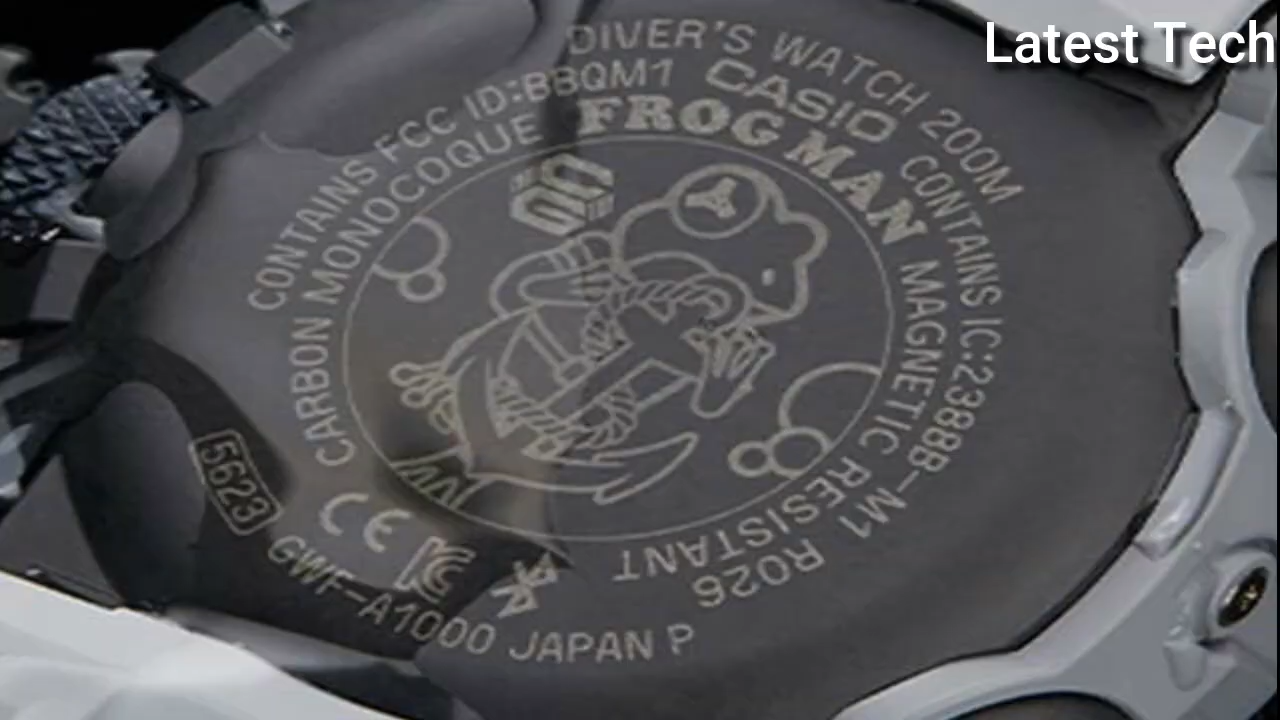 Latest Tech
DIVER'S WATCH 200M
CASIO
CONTAINS FCC ID:BBQM1
CONTAINS IC:2388B-M1
FROGMAN
CARBON MONOCOQUE
MAGNETIC RESISTANT
R026
5623
CE
GWF-A1000 JAPAN P